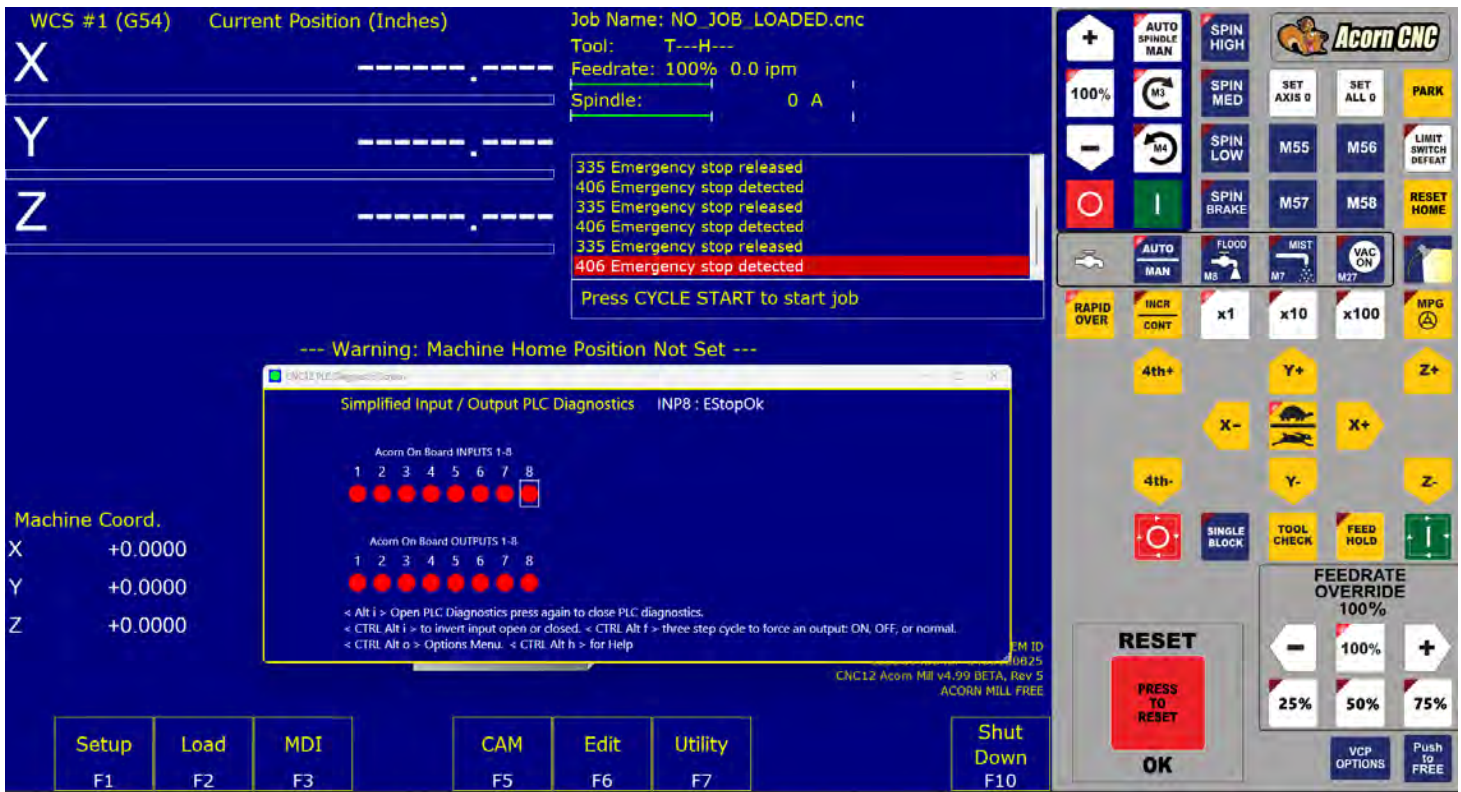 WCS #1 (G54) Current Position (Inches)
X ------.----
Y ------.----
Z ------.----
Job Name: NO_JOB_LOADED.cnc
Tool: T---H---
Feedrate: 100% 0.0 ipm
Spindle: 0 A
335 Emergency stop released
406 Emergency stop detected
335 Emergency stop released
406 Emergency stop detected
335 Emergency stop released
406 Emergency stop detected
Press CYCLE START to start job
--- Warning: Machine Home Position Not Set ---
Simplified Input / Output PLC Diagnostics INP8 : EStopOk
Acorn On Board INPUTS 1-8
1 2 3 4 5 6 7 8
Acorn On Board OUTPUTS 1-8
1 2 3 4 5 6 7 8
< Alt i > Open PLC Diagnostics press again to close PLC diagnostics.
< CTRL Alt i > to invert input open or closed. < CTRL Alt f > three step cycle to force an output: ON, OFF, or normal.
< CTRL Alt o > Options Menu. < CTRL Alt h > for Help
Machine Coord.
X +0.0000
Y +0.0000
Z +0.0000
EM ID
CNC12 Acorn Mill v4.99 BETA, Rev 5
ACORN MILL FREE
Setup Load MDI CAM Edit Utility Shut Down
F1 F2 F3 F5 F6 F7 F10
+
AUTO
SPINDLE
MAN
SPIN
HIGH
Acorn CNC
100%
M3
SPIN
MED
SET
AXIS 0
SET
ALL 0
PARK
-
M4
SPIN
LOW
M55
M56
LIMIT
SWITCH
DEFEAT
SPIN
BRAKE
M57
M58
RESET
HOME
AUTO
MAN
FLOOD
M8
MIST
M7
VAC
ON
M27
RAPID
OVER
INCR
CONT
x1
x10
x100
MPG
4th+
Y+
Z+
X-
X+
4th-
Y-
Z-
SINGLE
BLOCK
TOOL
CHECK
FEED
HOLD
FEEDRATE
OVERRIDE
100%
-
100%
+
25%
50%
75%
RESET
PRESS
TO
RESET
OK
VCP
OPTIONS
Push
to
FREE